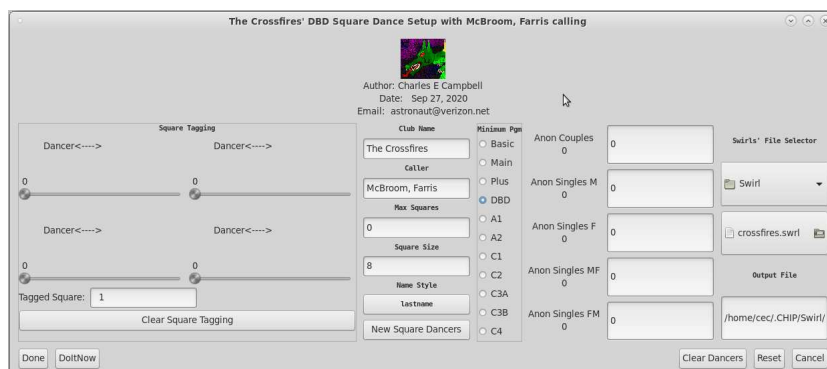 The Crossfires' DBD Square Dance Setup with McBroom, Farris calling
Author: Charles E Campbell
Date: Sep 27, 2020
Email: astronaut@verizon.net
Square Tagging
Dancer<---->
Dancer<---->
0
0
Dancer<---->
Dancer<---->
0
0
Tagged Square: 1
Clear Square Tagging
Club Name
The Crossfires
Caller
McBroom, Farris
Max Squares
0
Square Size
8
Name Style
lastname
New Square Dancers
Minimum Pgm
Basic
Main
Plus
DBD
A1
A2
C1
C2
C3A
C3B
C4
Anon Couples
0
0
Anon Singles M
0
0
Anon Singles F
0
0
Anon Singles MF
0
0
Anon Singles FM
0
0
Swirls' File Selector
Swirl
crossfires.swrl
Output File
/home/cec/.CHIP/Swirl/
Done
DoItNow
Clear Dancers
Reset
Cancel